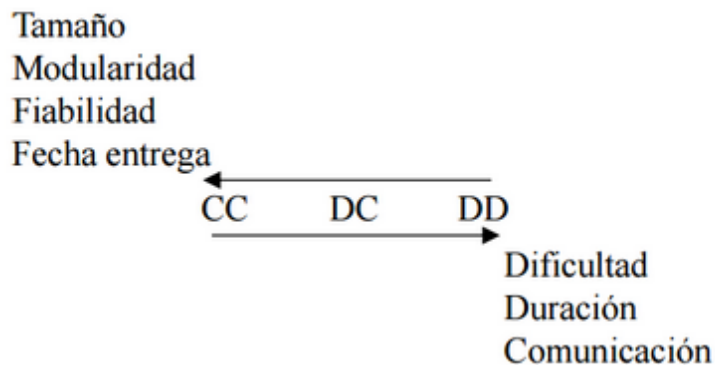 Tamaño
Modularidad
Fiabilidad
Fecha entrega
CC DC DD
Dificultad
Duración
Comunicación